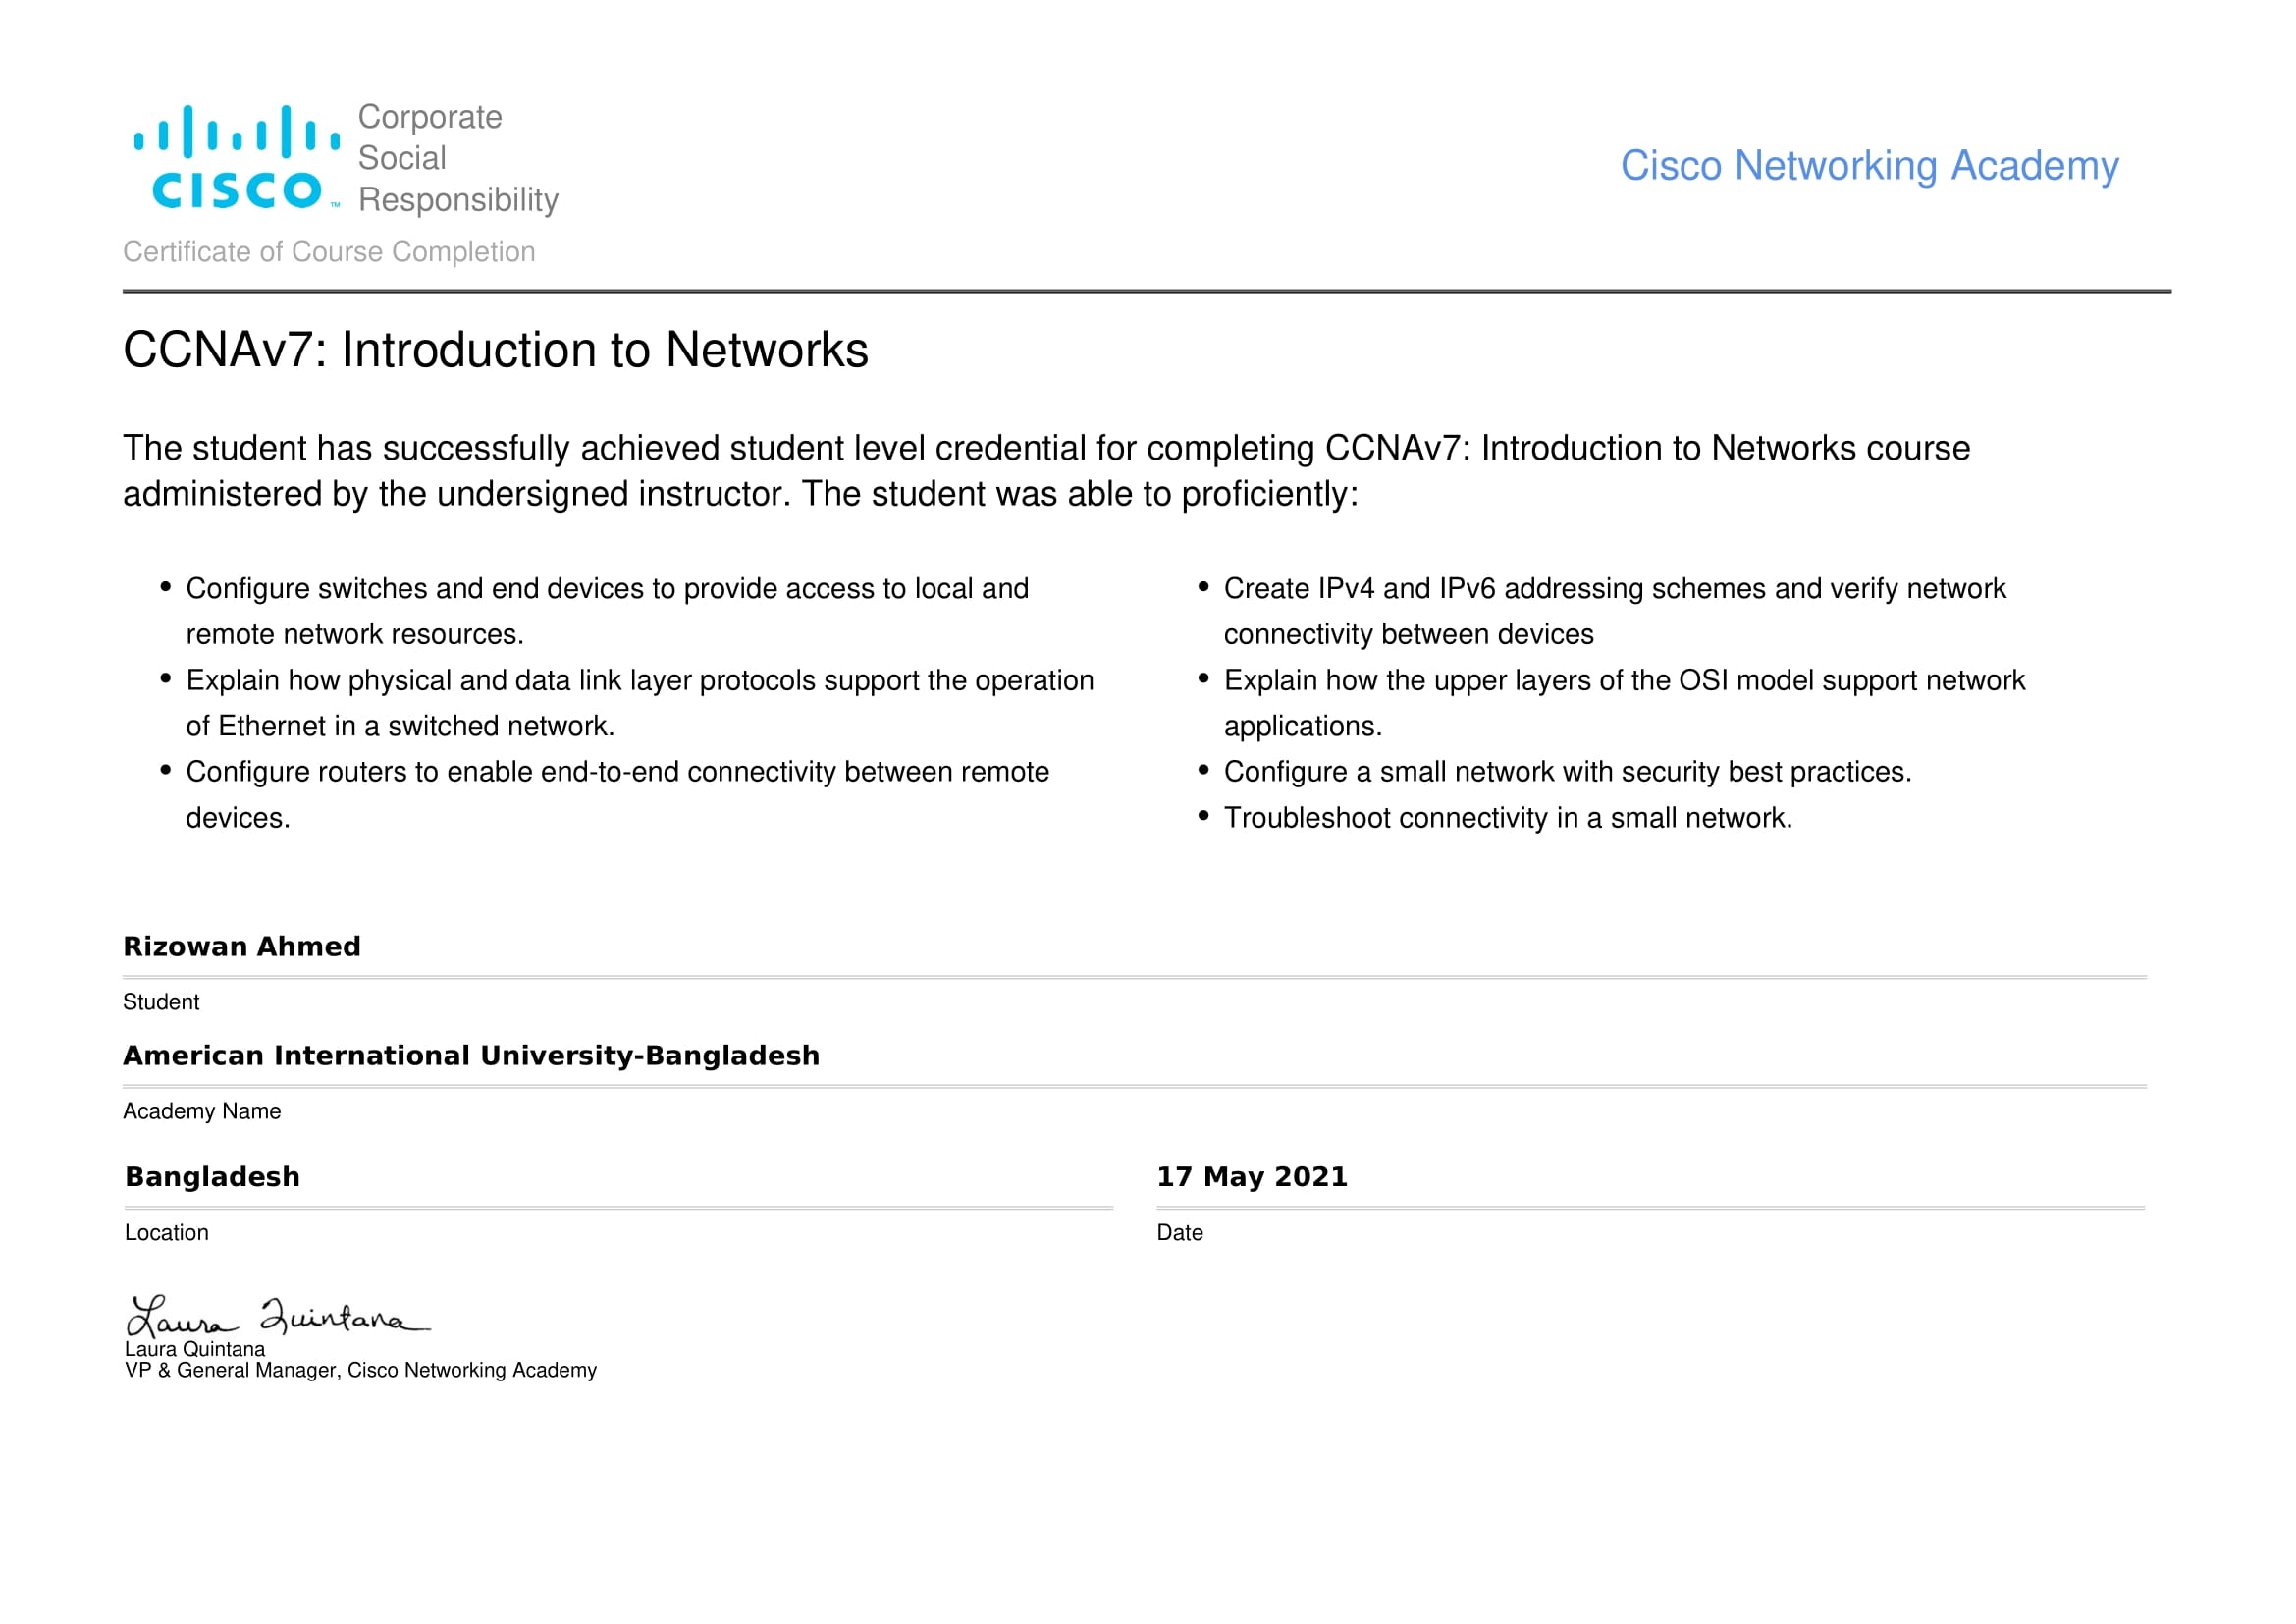 Corporate
Social
Responsibility
CISCO™
Cisco Networking Academy
Certificate of Course Completion
CCNAv7: Introduction to Networks
The student has successfully achieved student level credential for completing CCNAv7: Introduction to Networks course
administered by the undersigned instructor. The student was able to proficiently:
• Configure switches and end devices to provide access to local and
remote network resources.
• Explain how physical and data link layer protocols support the operation
of Ethernet in a switched network.
• Configure routers to enable end-to-end connectivity between remote
devices.
• Create IPv4 and IPv6 addressing schemes and verify network
connectivity between devices
• Explain how the upper layers of the OSI model support network
applications.
• Configure a small network with security best practices.
• Troubleshoot connectivity in a small network.
Rizowan Ahmed
Student
American International University-Bangladesh
Academy Name
Bangladesh
Location
17 May 2021
Date
Laura Quintana
Laura Quintana
VP & General Manager, Cisco Networking Academy